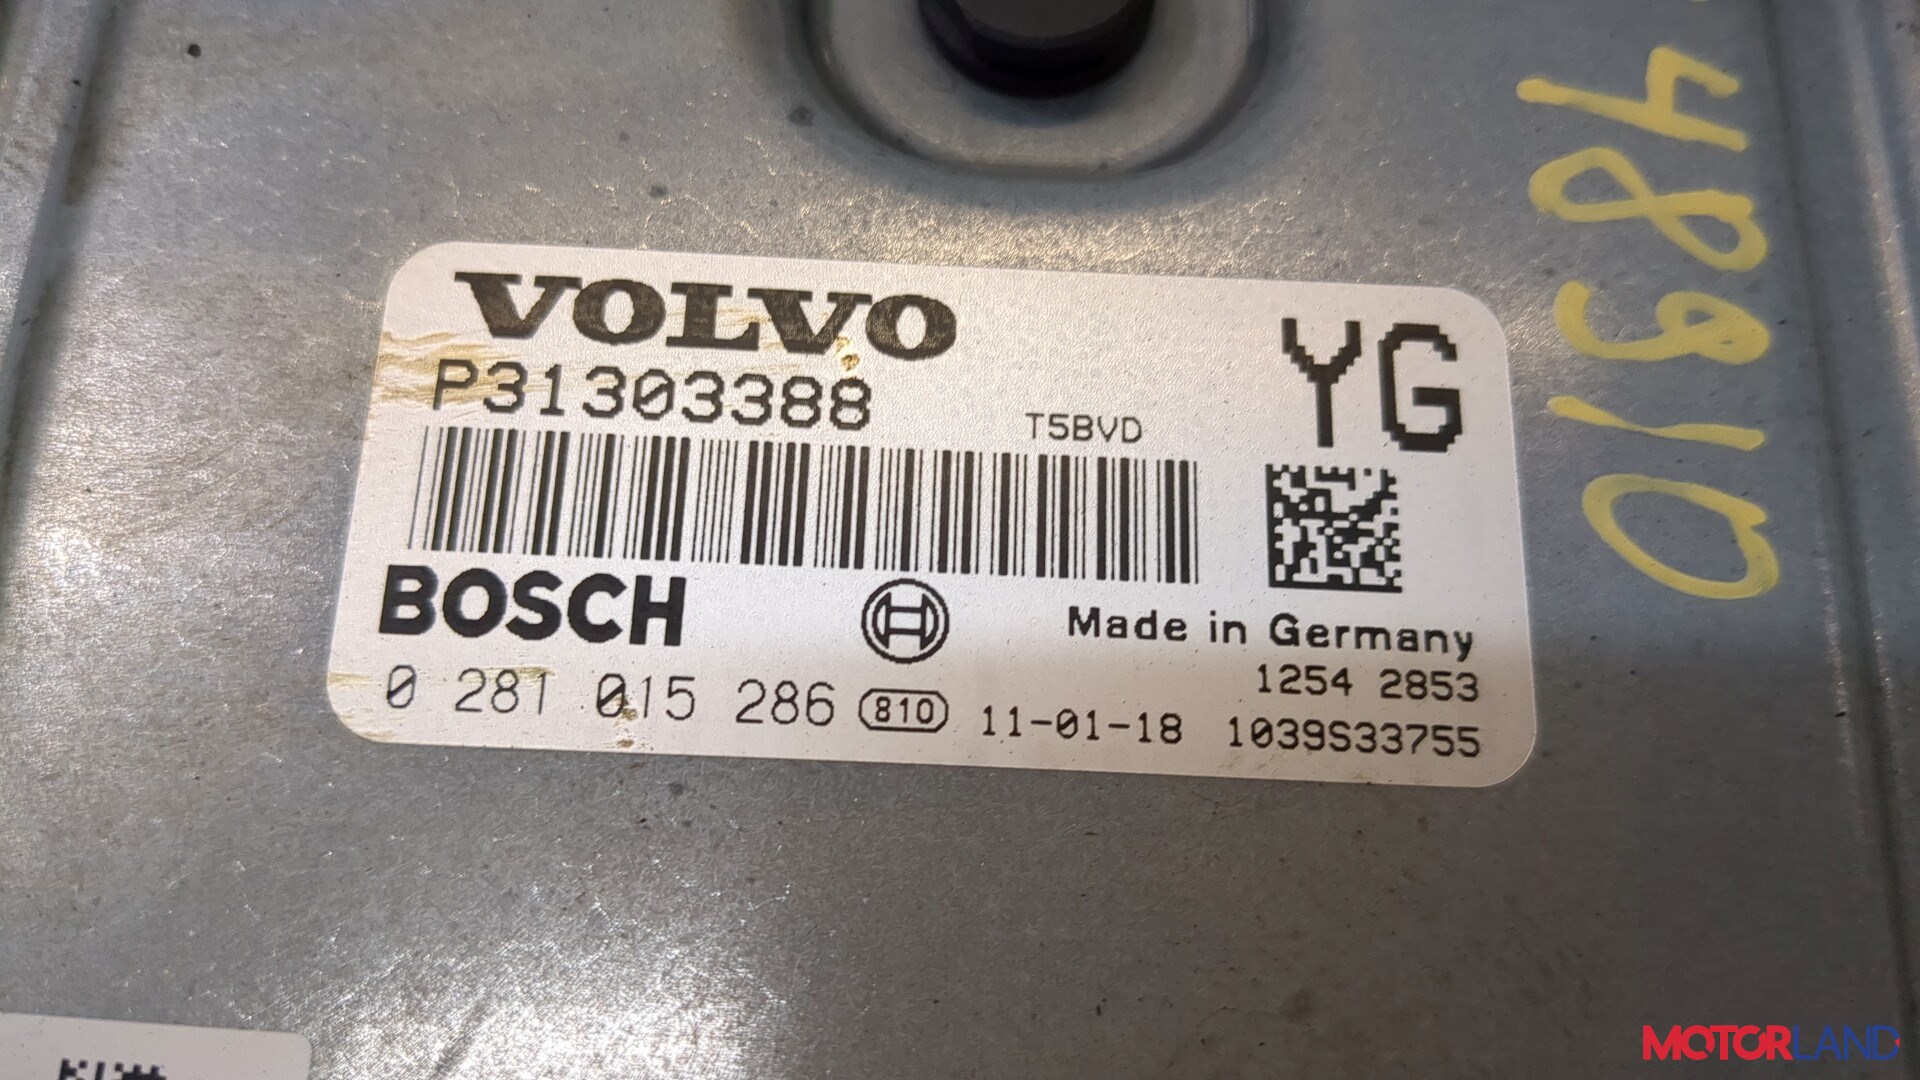 VOLVO
P31303388
T5BVD
YG
BOSCH
Made in Germany
1254 2853
0 281 015 286 810 11-01-18 1039S33755
48910
MOTORLAND